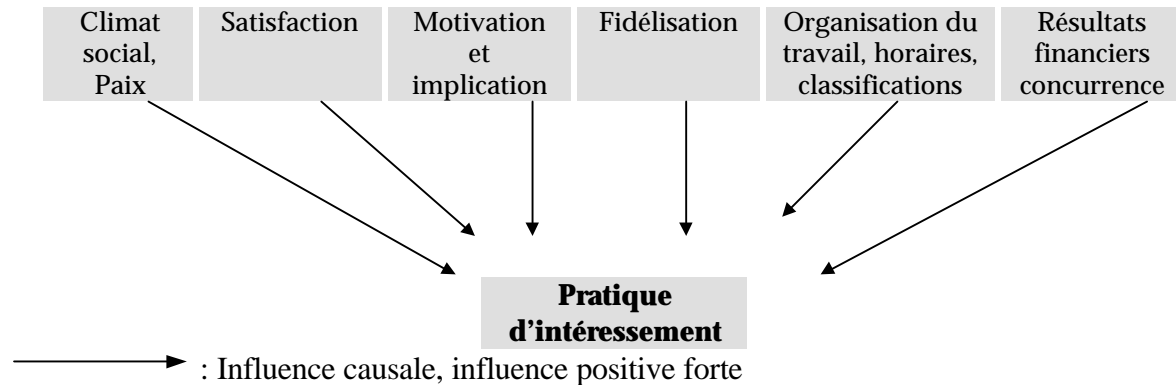 Climat
social,
Paix
Satisfaction
Motivation
et
implication
Fidélisation
Organisation du
travail, horaires,
classifications
Résultats
financiers
concurrence
Pratique
d'intéressement
: Influence causale, influence positive forte